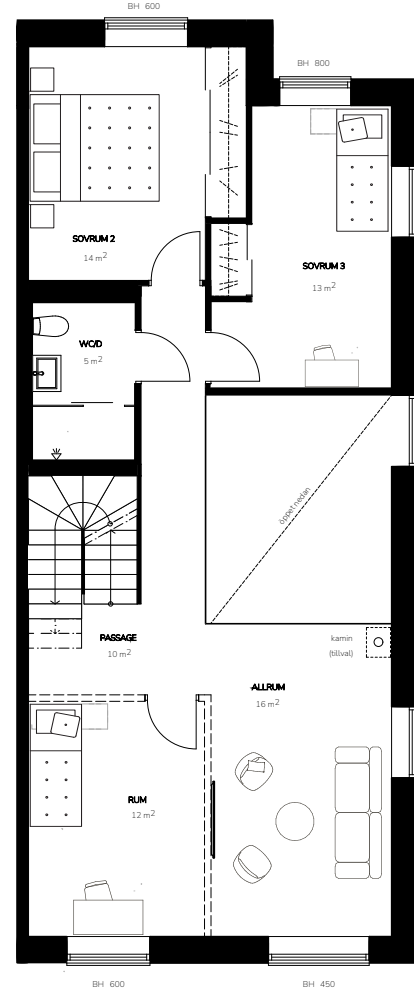 BH 600
BH 800
SOVRUM 2
14 m2
SOVRUM 3
13 m2
WC/D
5 m2
öppet nedan
PASSAGE
10 m2
kamin
(tillval)
ALLRUM
16 m2
RUM
12 m2
BH 600
BH 450